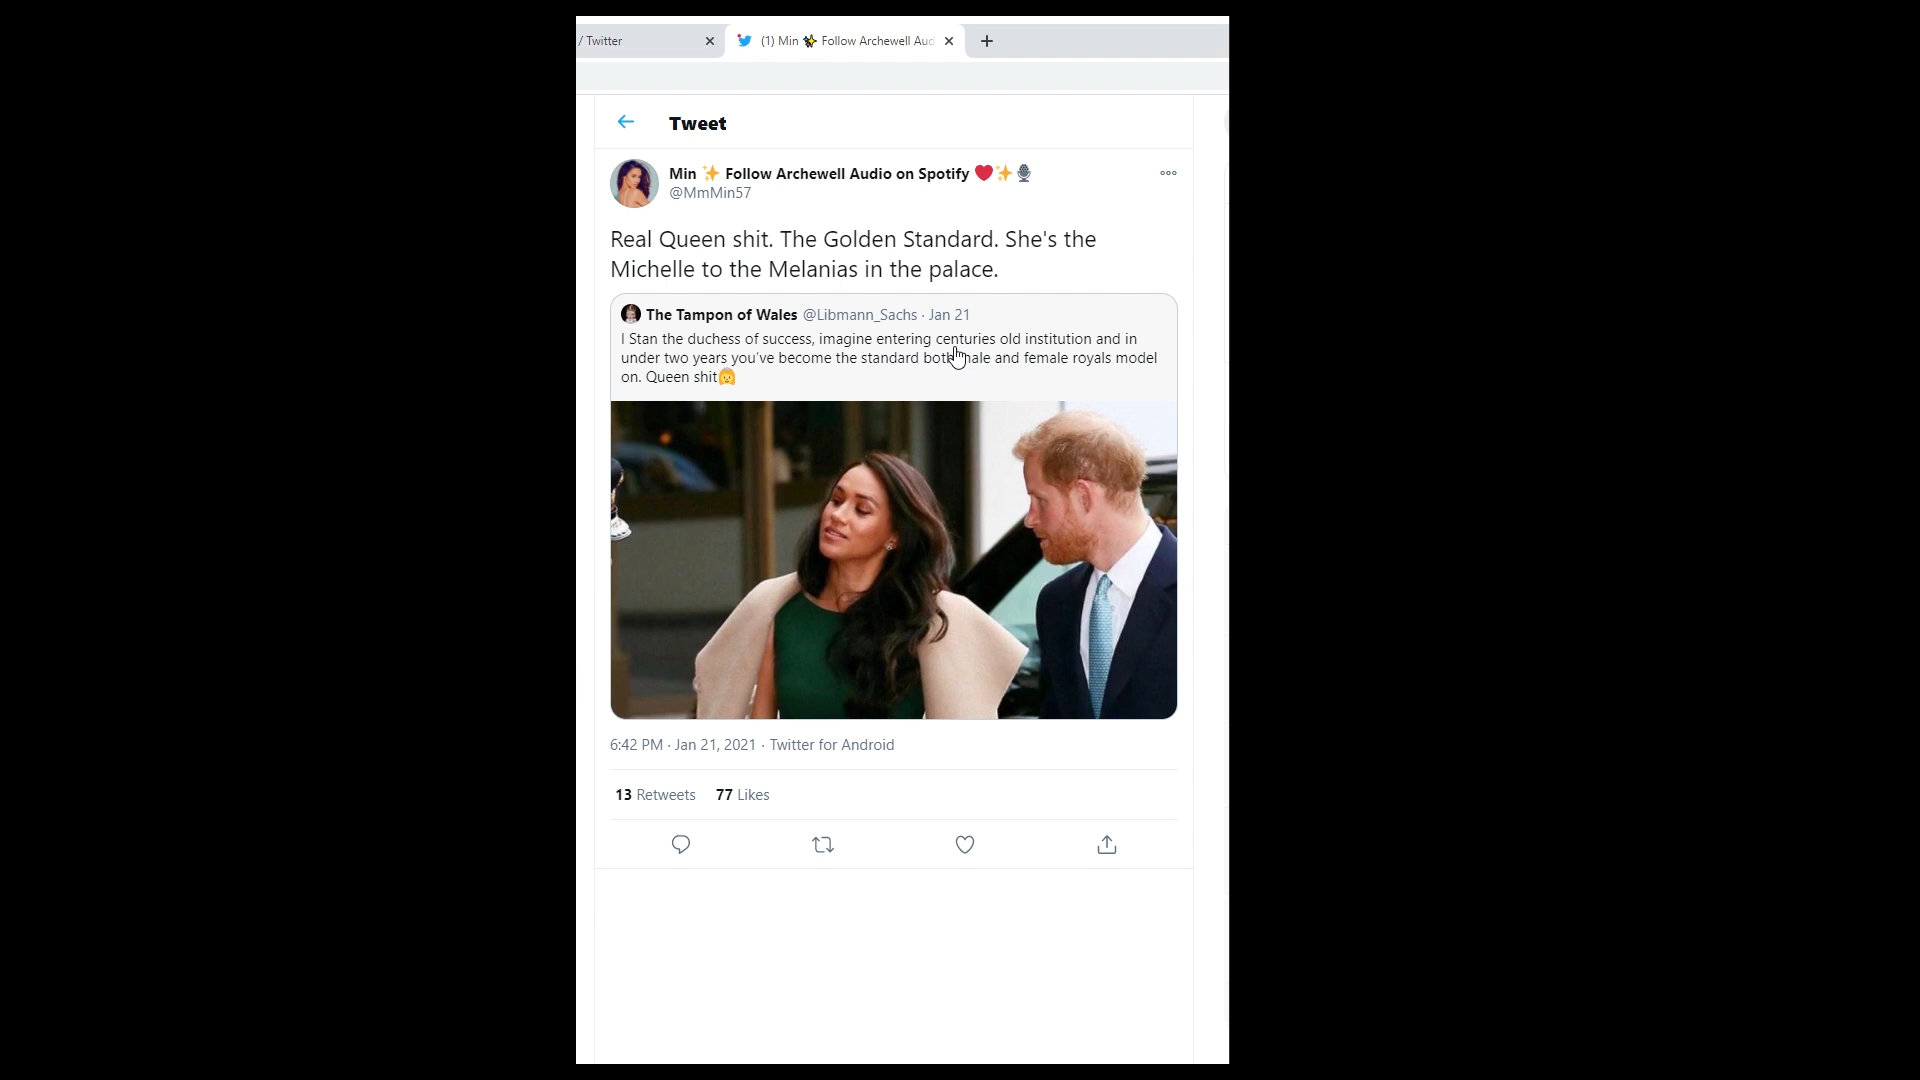 / Twitter
(1) Min ✨ Follow Archewell Aud
Tweet
Min ✨ Follow Archewell Audio on Spotify ❤️✨🎙️
@MmMin57
Real Queen shit. The Golden Standard. She's the
Michelle to the Melanias in the palace.
The Tampon of Wales @Libmann_Sachs · Jan 21
I Stan the duchess of success, imagine entering centuries old institution and in
under two years you've become the standard both male and female royals model
on. Queen shit👸
6:42 PM · Jan 21, 2021 · Twitter for Android
13 Retweets 77 Likes